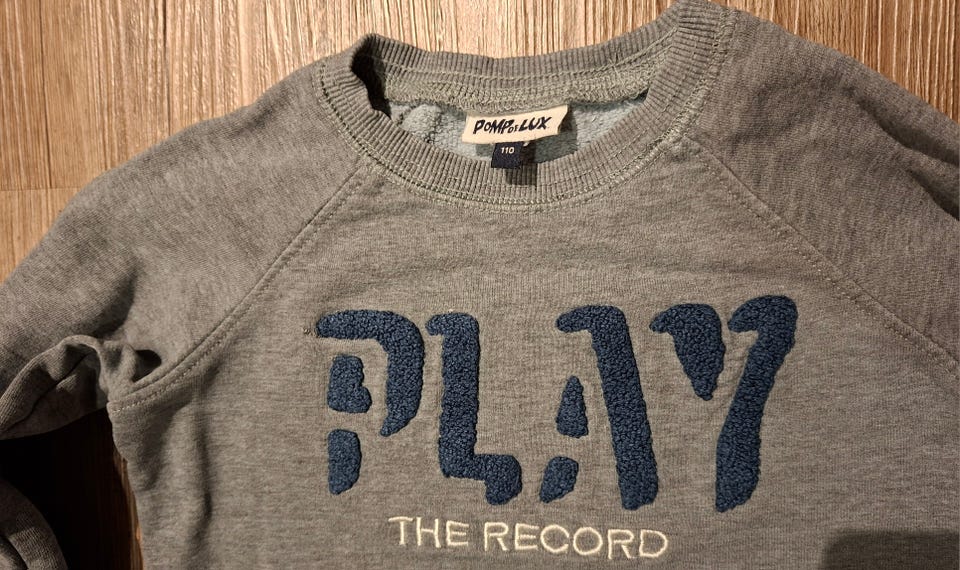 POMPdeLUX
110
PLAY
THE RECORD